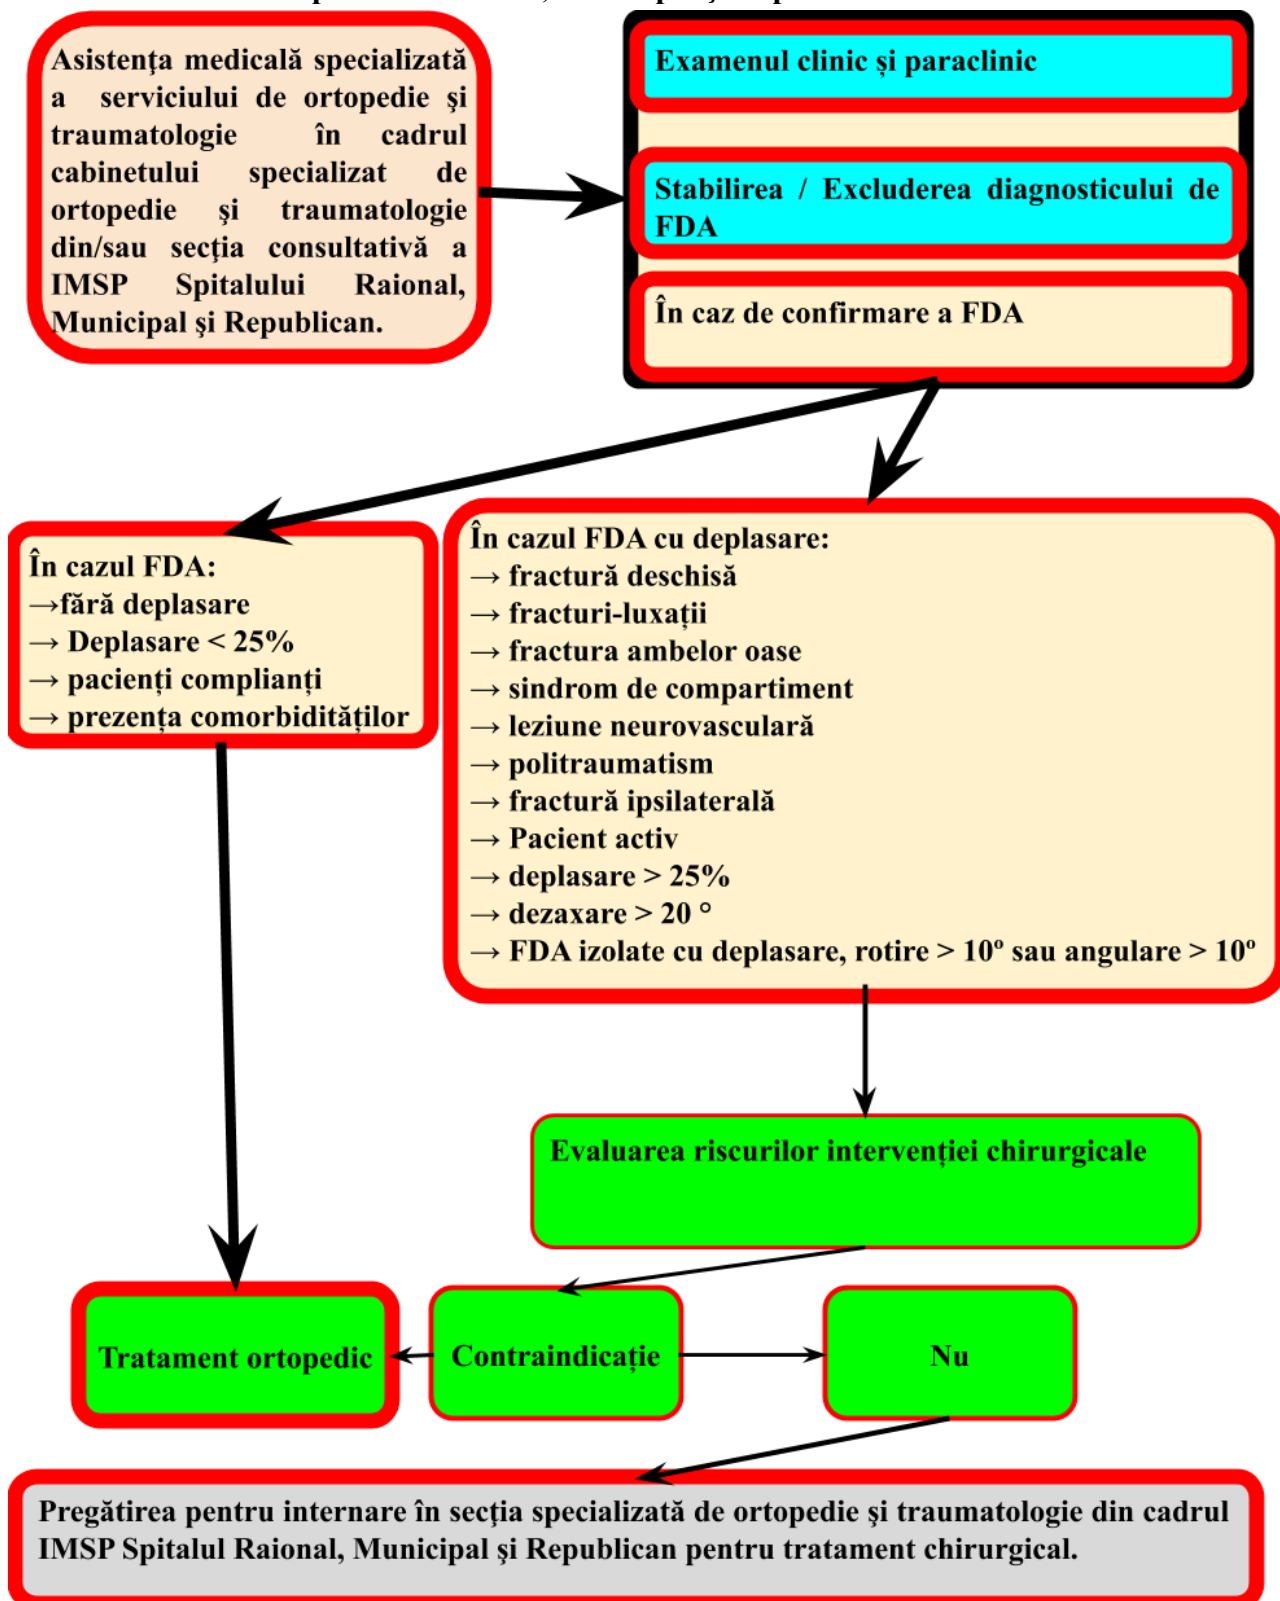 Asistenţa medicală specializată
a serviciului de ortopedie şi
traumatologie în cadrul
cabinetului specializat de
ortopedie şi traumatologie
din/sau secţia consultativă a
IMSP Spitalului Raional,
Municipal şi Republican.
Examenul clinic și paraclinic
Stabilirea / Excluderea diagnosticului de
FDA
În caz de confirmare a FDA
În cazul FDA:
→fără deplasare
→ Deplasare < 25%
→ pacienți complianți
→ prezența comorbidităților
În cazul FDA cu deplasare:
→ fractură deschisă
→ fracturi-luxații
→ fractura ambelor oase
→ sindrom de compartiment
→ leziune neurovasculară
→ politraumatism
→ fractură ipsilaterală
→ Pacient activ
→ deplasare > 25%
→ dezaxare > 20 °
→ FDA izolate cu deplasare, rotire > 10º sau angulare > 10º
Evaluarea riscurilor intervenției chirurgicale
Tratament ortopedic
Contraindicație
Nu
Pregătirea pentru internare în secţia specializată de ortopedie şi traumatologie din cadrul
IMSP Spitalul Raional, Municipal şi Republican pentru tratament chirurgical.